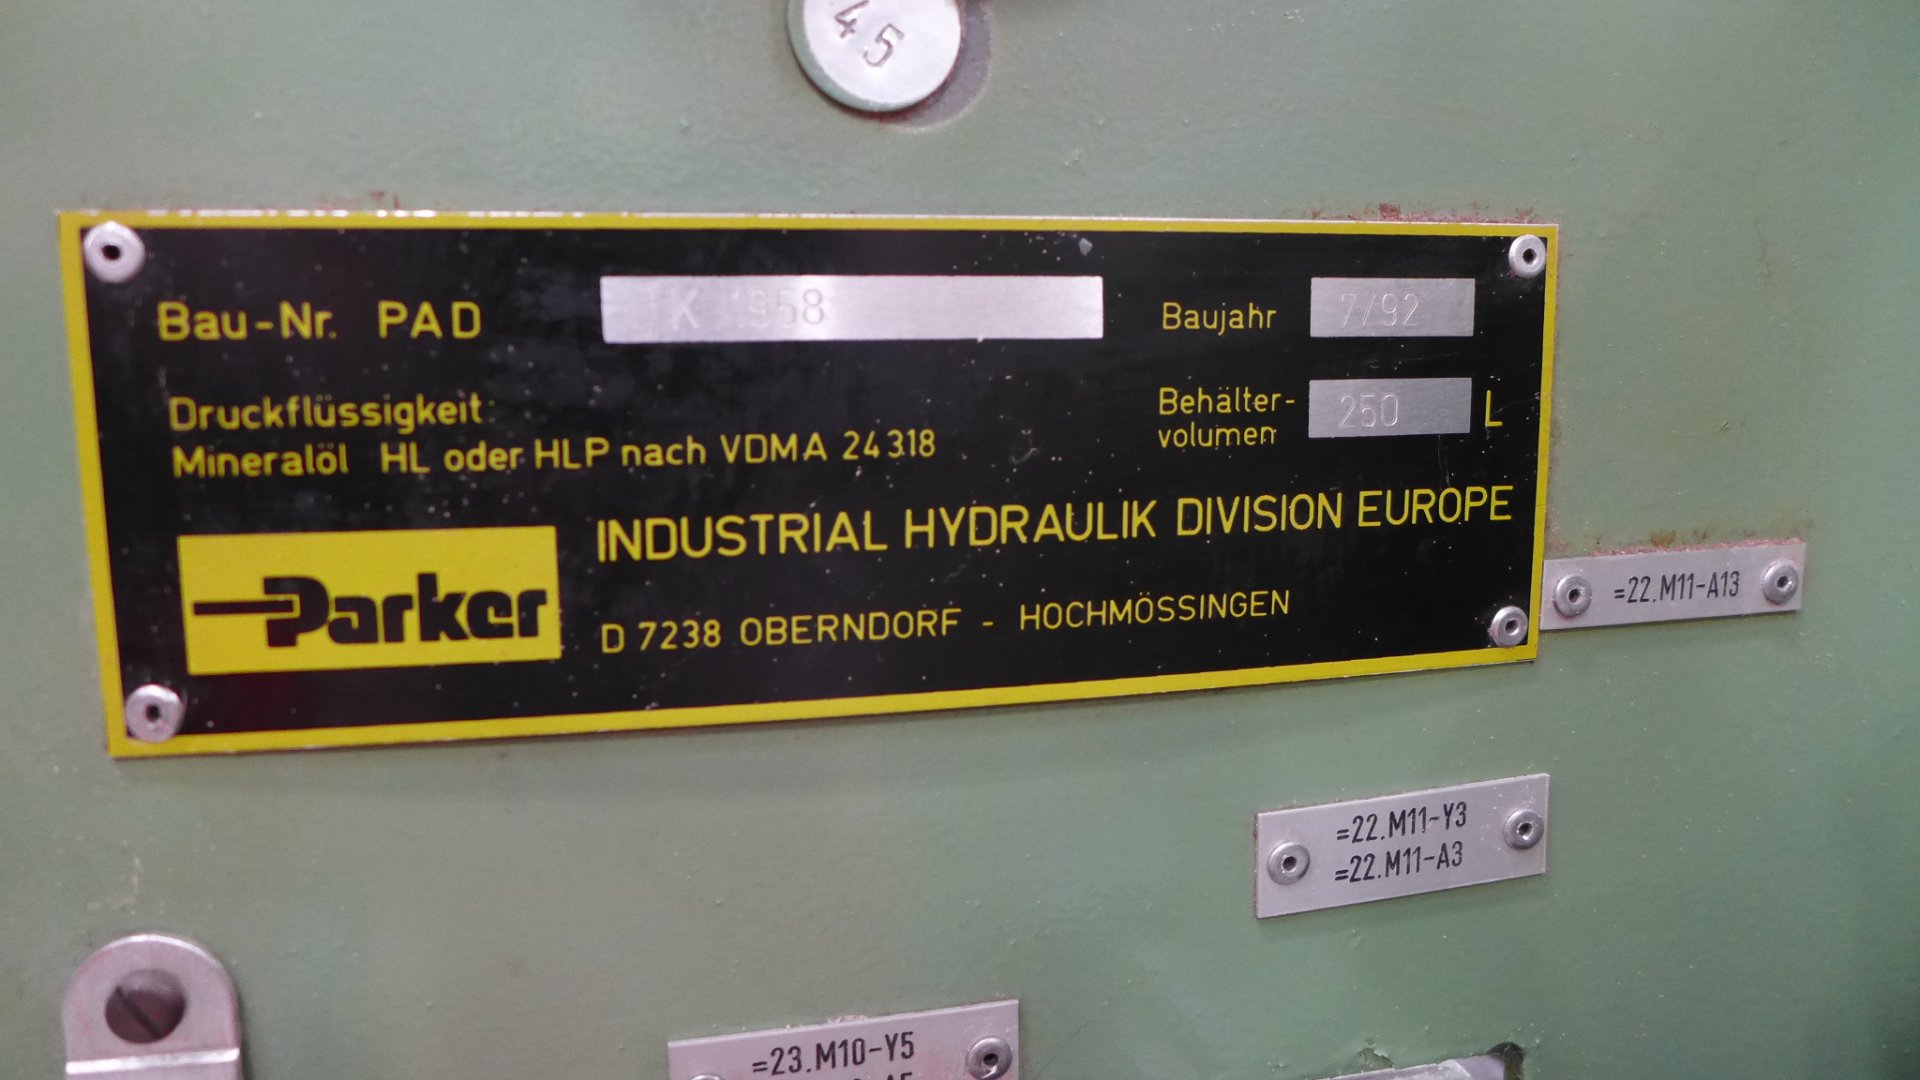 45
Bau-Nr. PAD K 1958
Baujahr 7/92
Druckflüssigkeit:
Mineralöl HL oder HLP nach VDMA 24318
Behälter-
volumen 250 L
Parker
INDUSTRIAL HYDRAULIK DIVISION EUROPE
D 7238 OBERNDORF - HOCHMÖSSINGEN
=22.M11-A13
=22.M11-Y3
=22.M11-A3
=23.M10-Y5